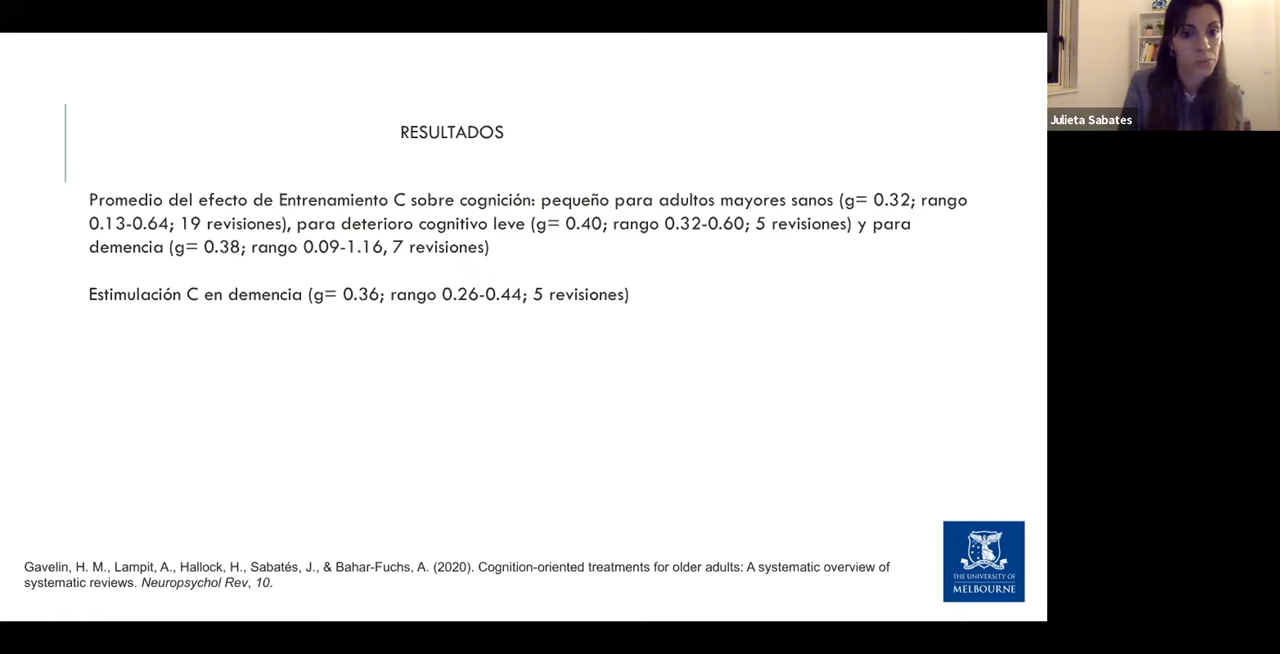 Julieta Sabates
RESULTADOS
Promedio del efecto de Entrenamiento C sobre cognición: pequeño para adultos mayores sanos (g= 0.32; rango
0.13-0.64; 19 revisiones), para deterioro cognitivo leve (g= 0.40; rango 0.32-0.60; 5 revisiones) y para
demencia (g= 0.38; rango 0.09-1.16, 7 revisiones)
Estimulación C en demencia (g= 0.36; rango 0.26-0.44; 5 revisiones)
Gavelin, H. M., Lampit, A., Hallock, H., Sabatés, J., & Bahar-Fuchs, A. (2020). Cognition-oriented treatments for older adults: A systematic overview of
systematic reviews. Neuropsychol Rev, 10.
THE UNIVERSITY OF
MELBOURNE